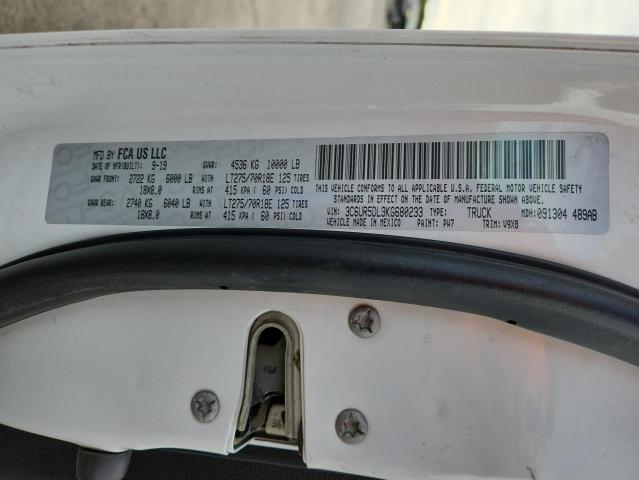 MFD BY FCA US LLC
DATE OF MFR(BUILT): 9-19 GVWR: 4536 KG 10000 LB
GAWR FRONT: 2722 KG 6000 LB WITH LT275/70R18E 125 TIRES
18X8.0 RIMS AT 415 KPA ( 60 PSI) COLD
GAWR REAR: 2740 KG 6040 LB WITH LT275/70R18E 125 TIRES
18X8.0 RIMS AT 415 KPA ( 60 PSI) COLD
THIS VEHICLE CONFORMS TO ALL APPLICABLE U.S.A. FEDERAL MOTOR VEHICLE SAFETY
STANDARDS IN EFFECT ON THE DATE OF MANUFACTURE SHOWN ABOVE.
VIN: 3C6UR5DL3KG680233 TYPE: TRUCK MDH: 091304 489AB
VEHICLE MADE IN MEXICO PAINT: PW7 TRIM: V9X8